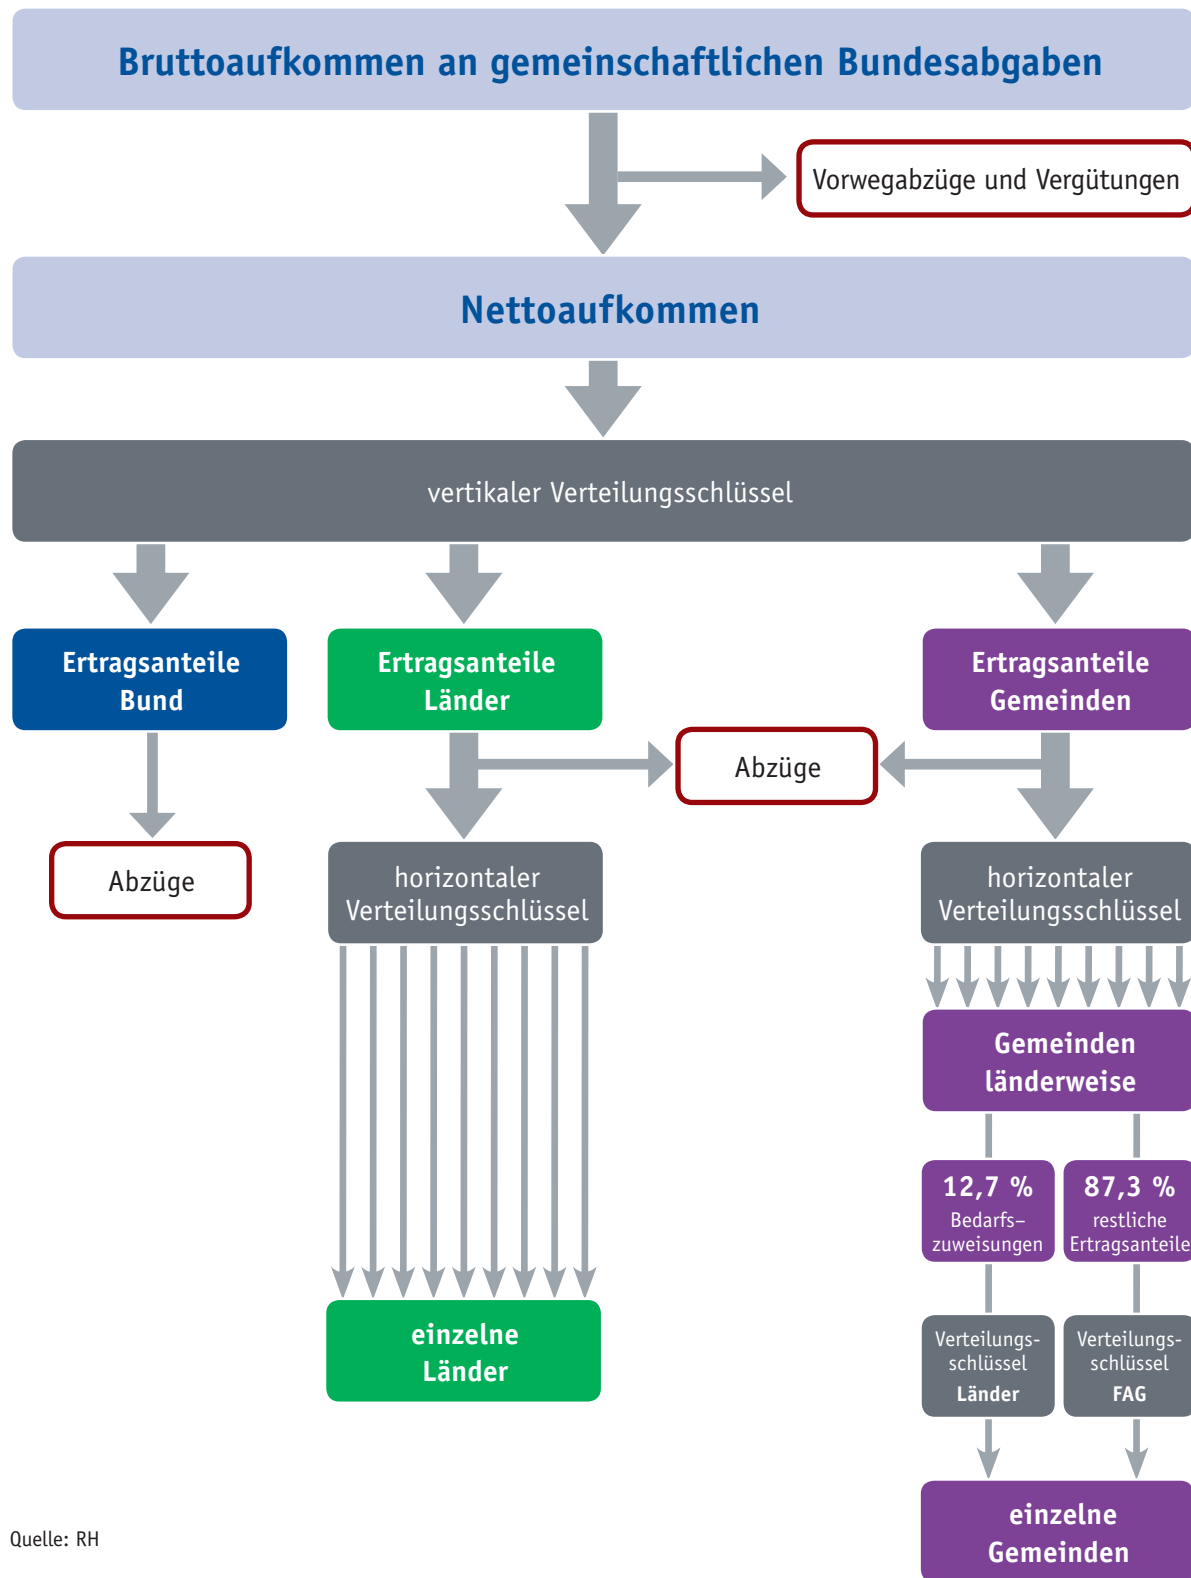 Bruttoaufkommen an gemeinschaftlichen Bundesabgaben
Vorwegabzüge und Vergütungen
Nettoaufkommen
vertikaler Verteilungsschlüssel
Ertragsanteile
Bund
Ertragsanteile
Länder
Ertragsanteile
Gemeinden
Abzüge
Abzüge
horizontaler
Verteilungsschlüssel
horizontaler
Verteilungsschlüssel
Gemeinden
länderweise
12,7 %
Bedarfs–
zuweisungen
87,3 %
restliche
Ertragsanteile
einzelne
Länder
Verteilungs-
schlüssel
Länder
Verteilungs-
schlüssel
FAG
einzelne
Gemeinden
Quelle: RH